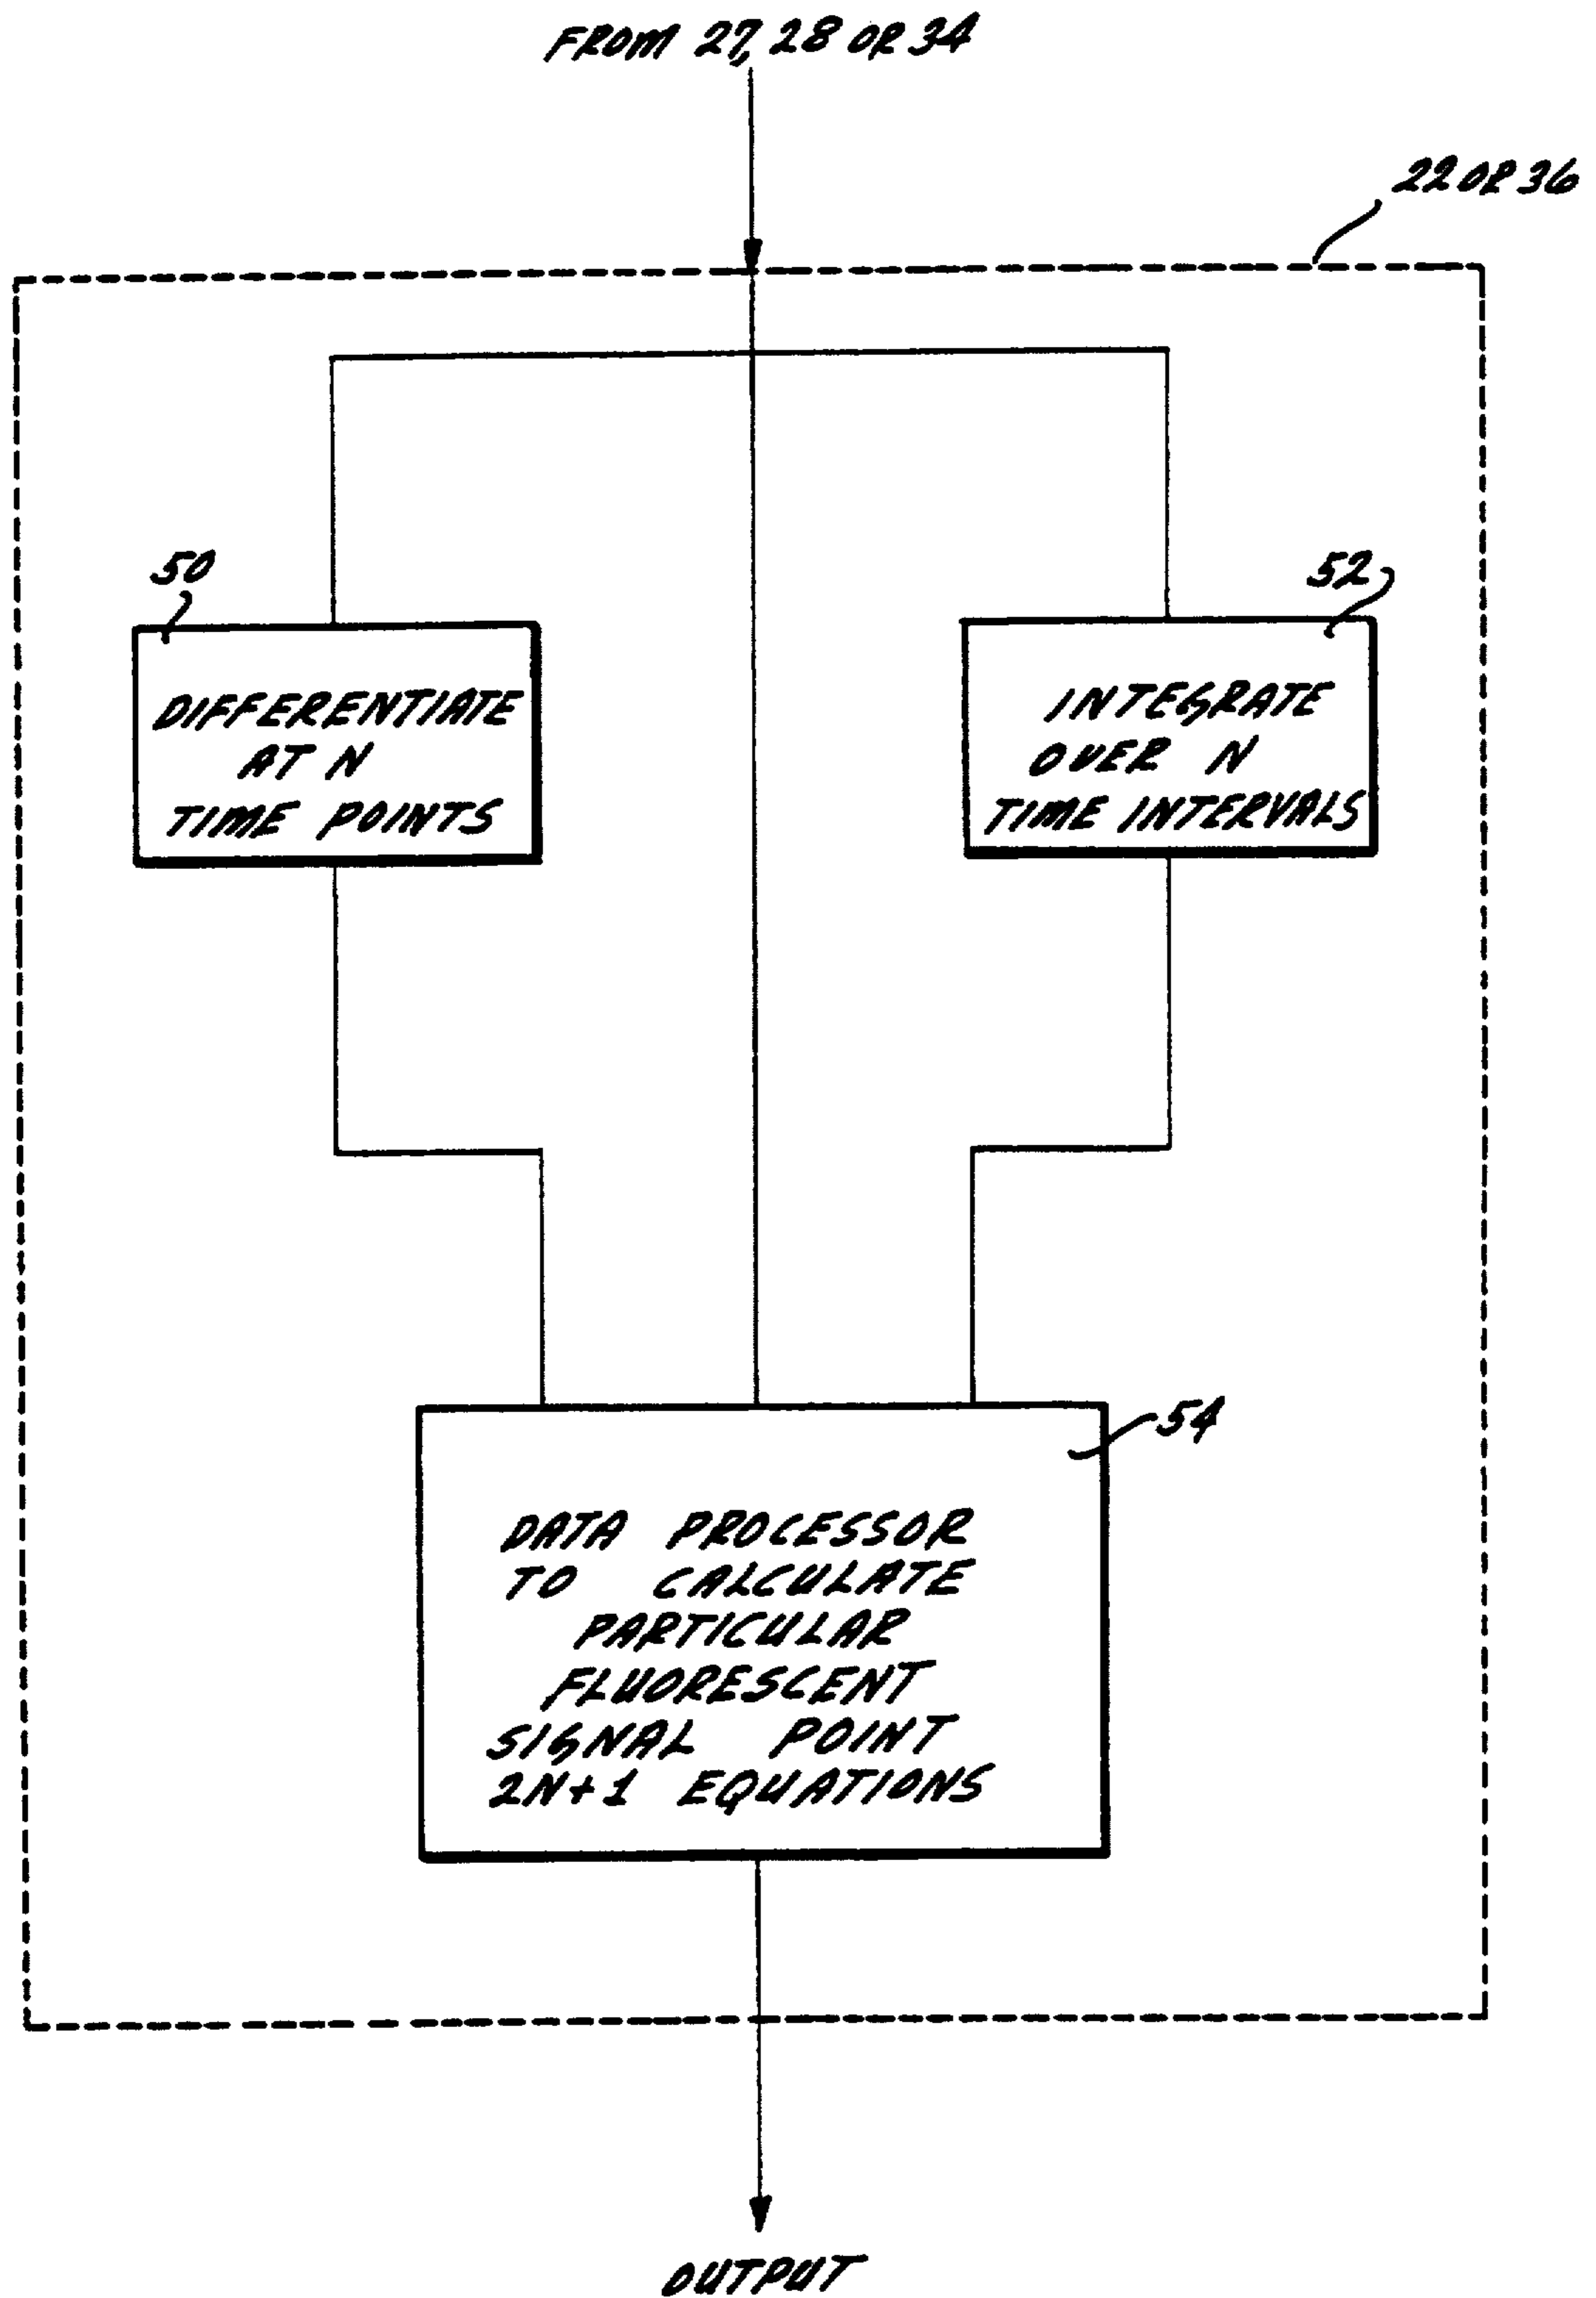 FROM 27, 28 OR 34
22 OR 36
50
DIFFERENTIATE
AT N
TIME POINTS
52
INTEGRATE
OVER N
TIME INTERVALS
54
DATA PROCESSOR
TO CALCULATE
PARTICULAR
FLUORESCENT
SIGNAL POINT
2N+1 EQUATIONS
OUTPUT